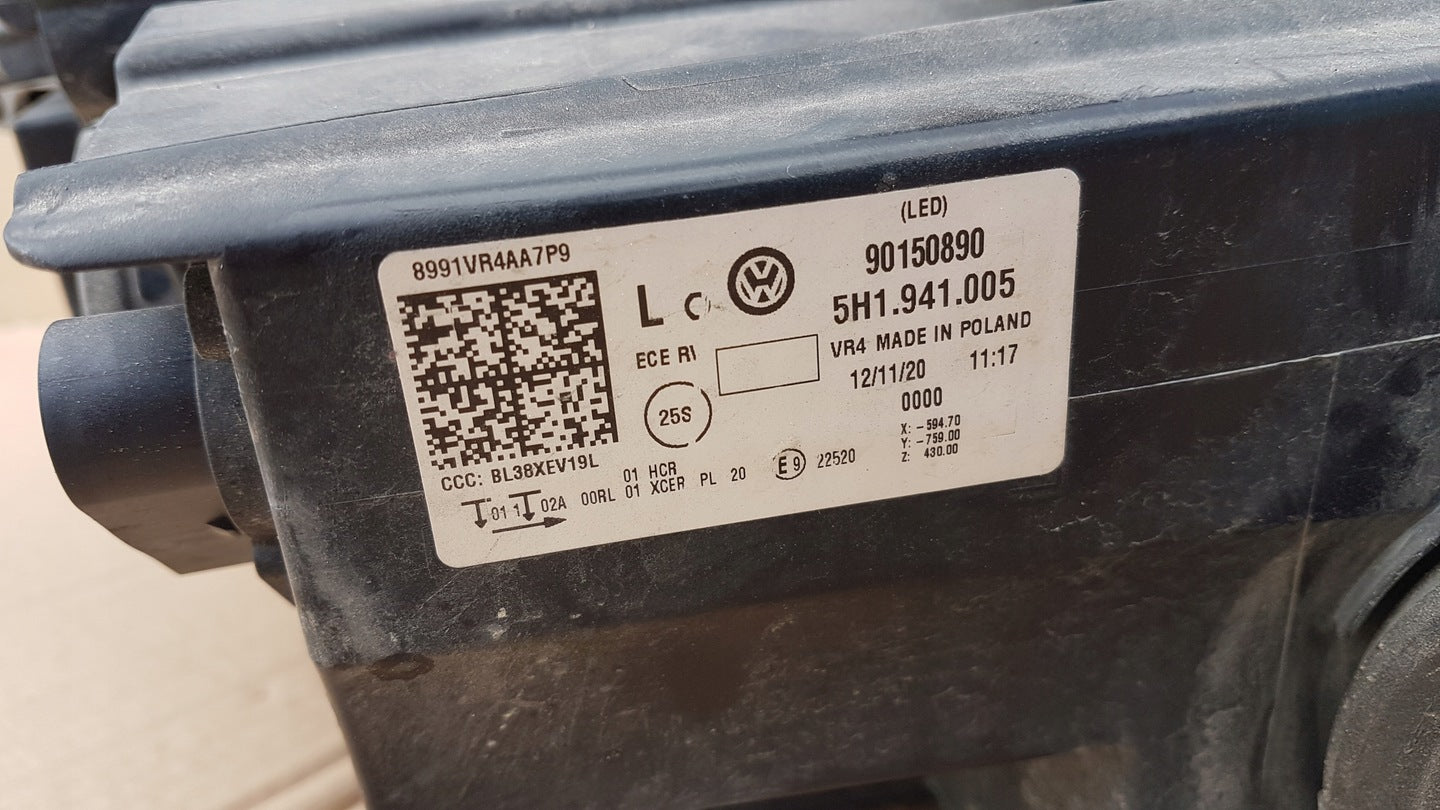 8991VR4AA7P9
CCC: BL38XEV19L
L C
ECE
25S
(LED)
90150890
5H1.941.005
VR4 MADE IN POLAND
12/11/20 11:17
0000
X: -594.70
Y: -759.00
Z: 430.00
01 HCR
01 1 02A 00RL 01 XCER PL 20 E9 22520